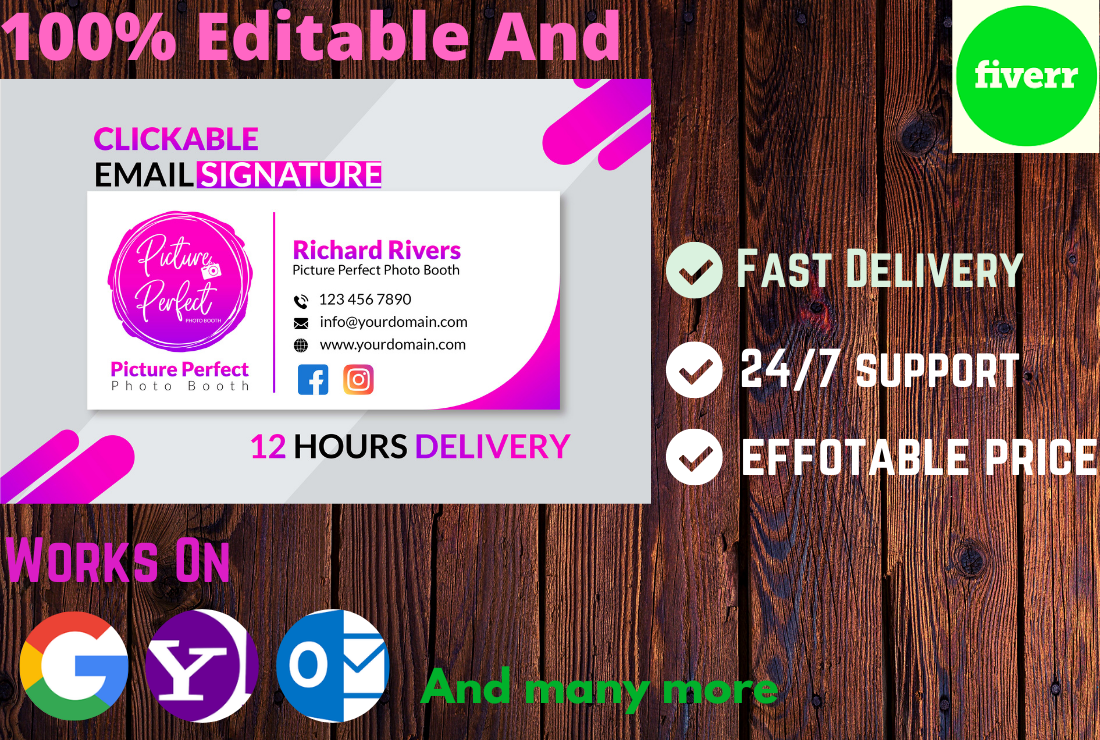 100% Editable And
fiverr
CLICKABLE
EMAIL SIGNATURE
Picture
Perfect
PHOTO BOOTH
Picture Perfect
Photo Booth
Richard Rivers
Picture Perfect Photo Booth
123 456 7890
info@yourdomain.com
www.yourdomain.com
12 HOURS DELIVERY
Fast Delivery
24/7 support
effotable price
Works On
G
Y!
O
And many more